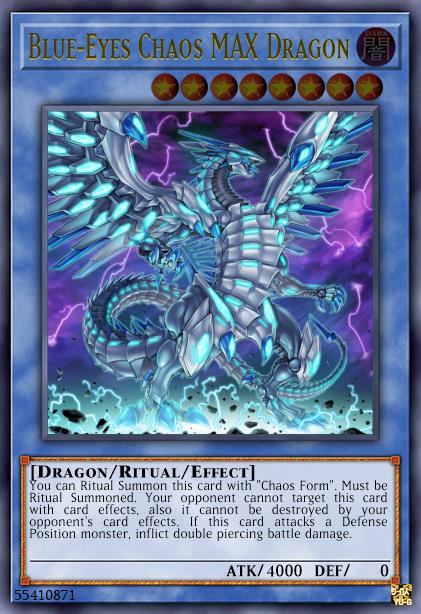 BLUE-EYES CHAOS MAX DRAGON
DARK
闇
[DRAGON/RITUAL/EFFECT]
You can Ritual Summon this card with "Chaos Form". Must be
Ritual Summoned. Your opponent cannot target this card
with card effects, also it cannot be destroyed by your
opponent's card effects. If this card attacks a Defense
Position monster, inflict double piercing battle damage.
ATK/4000 DEF/ 0
55410871